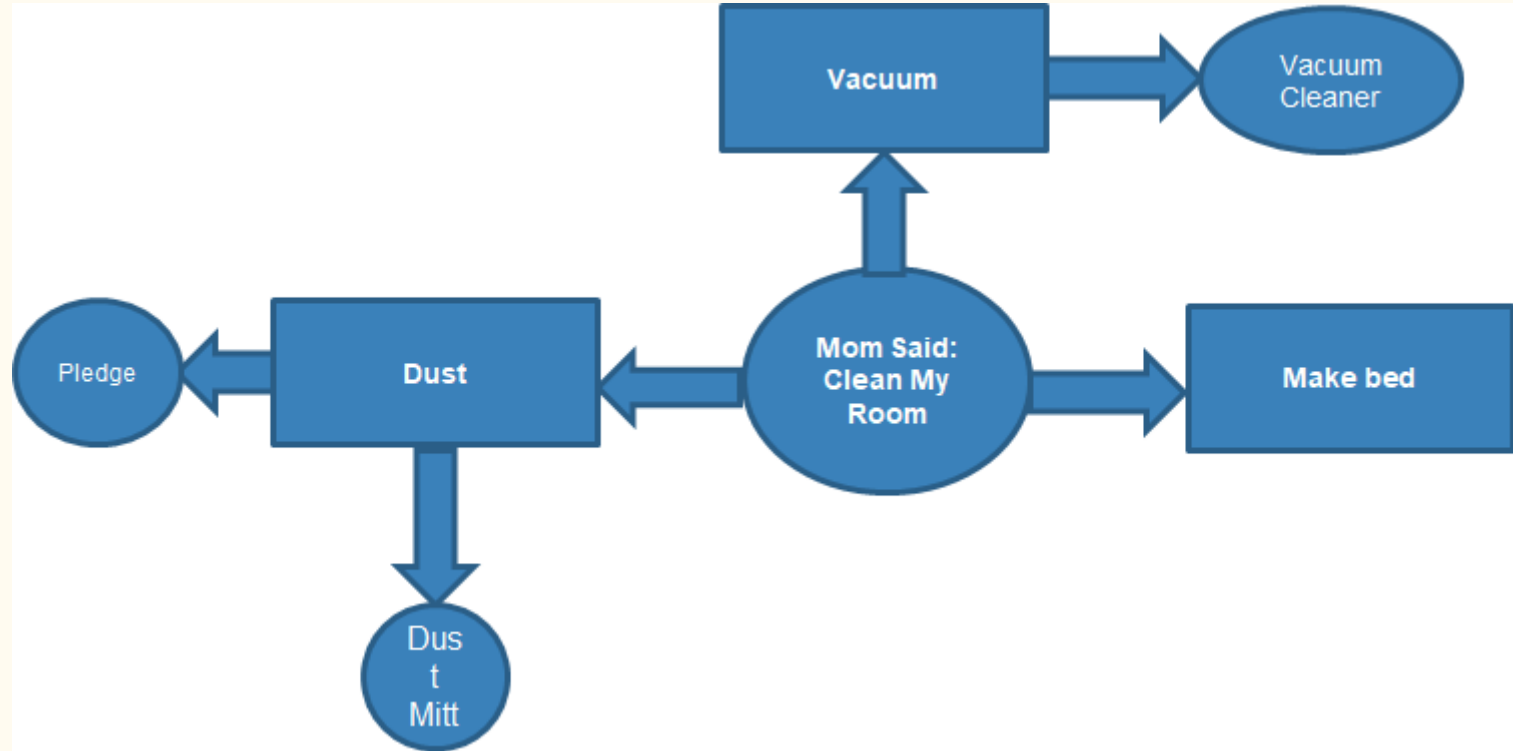 Vacuum
Vacuum
Cleaner
Pledge
Dust
Mom Said:
Clean My
Room
Make bed
Dus
t
Mitt